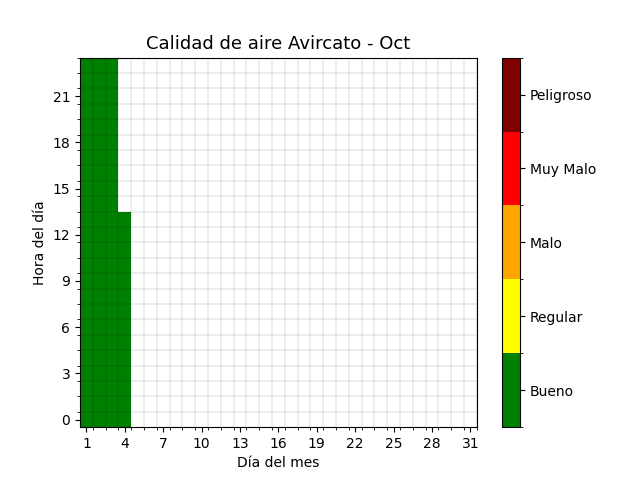 Calidad de aire Avircato - Oct
Hora del día
21
18
15
12
9
6
3
0
1 4 7 10 13 16 19 22 25 28 31
Día del mes
Peligroso
Muy Malo
Malo
Regular
Bueno